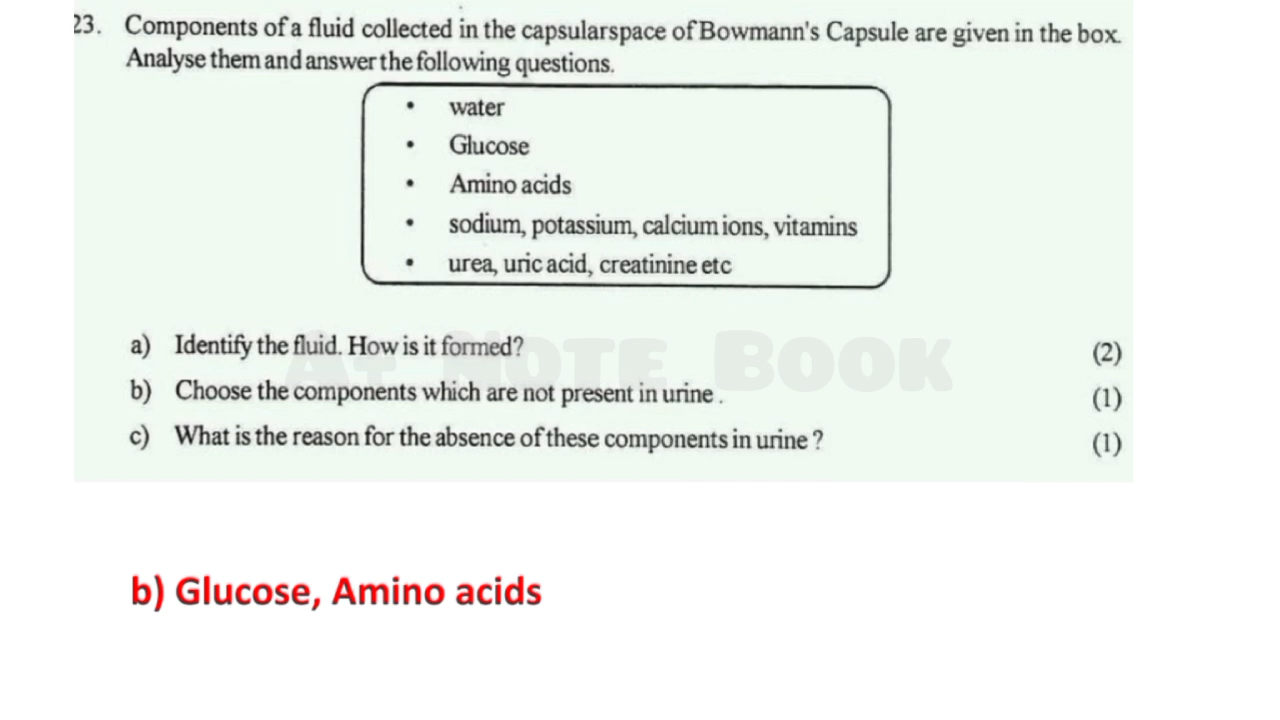 23. Components of a fluid collected in the capsularspace of Bowmann's Capsule are given in the box.
Analyse them and answer the following questions.
• water
• Glucose
• Amino acids
• sodium, potassium, calcium ions, vitamins
• urea, uric acid, creatinine etc
A+ NOTE BOOK
a) Identify the fluid. How is it formed? (2)
b) Choose the components which are not present in urine . (1)
c) What is the reason for the absence of these components in urine ? (1)
b) Glucose, Amino acids